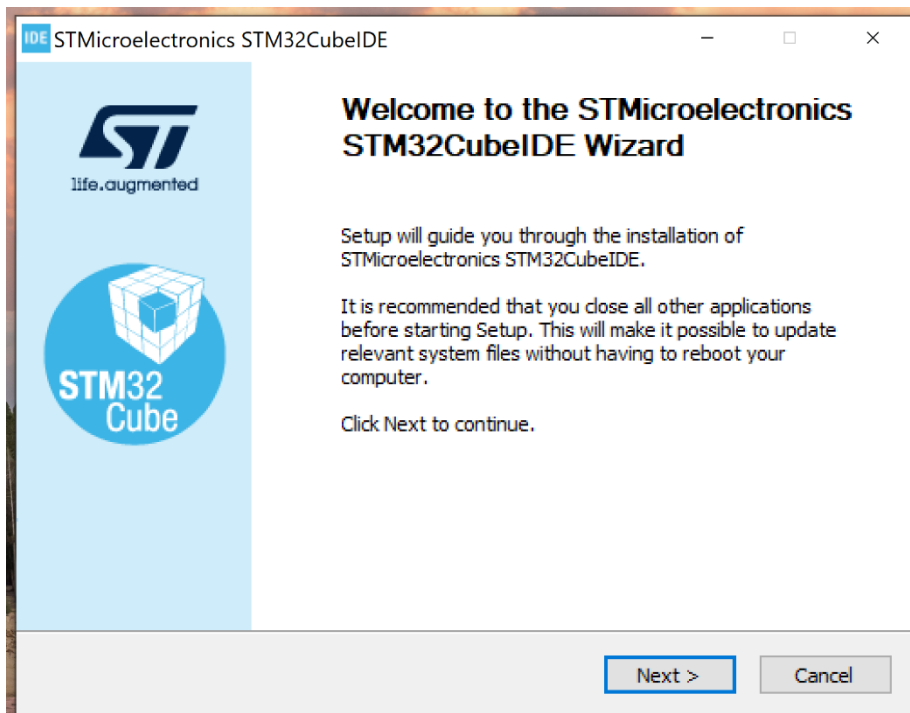 IDE STMicroelectronics STM32CubeIDE
life.augmented
STM32
Cube
Welcome to the STMicroelectronics
STM32CubeIDE Wizard
Setup will guide you through the installation of
STMicroelectronics STM32CubeIDE.
It is recommended that you close all other applications
before starting Setup. This will make it possible to update
relevant system files without having to reboot your
computer.
Click Next to continue.
Next >
Cancel